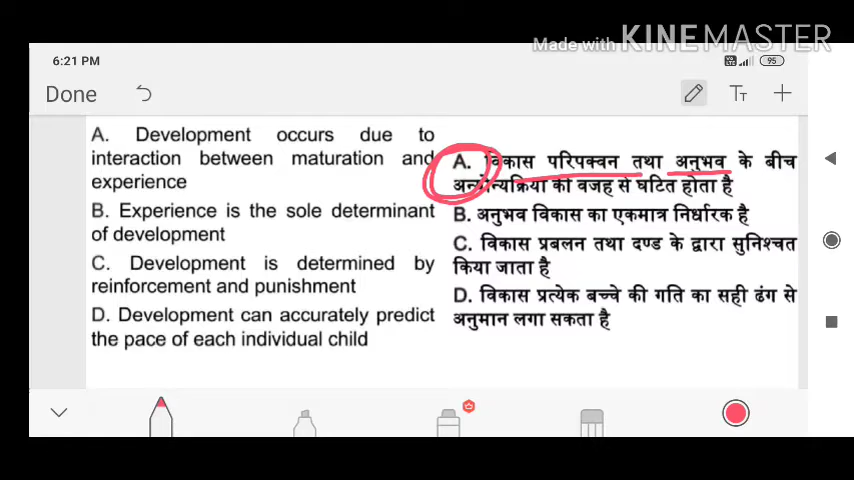 Made with KINEMASTER
6:21 PM
95
Done
A. Development occurs due to
interaction between maturation and
experience
B. Experience is the sole determinant
of development
C. Development is determined by
reinforcement and punishment
D. Development can accurately predict
the pace of each individual child
A. विकास परिपक्वन तथा अनुभव के बीच
अन्योन्यक्रिया की वजह से घटित होता है
B. अनुभव विकास का एकमात्र निर्धारक है
C. विकास प्रबलन तथा दण्ड के द्वारा सुनिश्चत
किया जाता है
D. विकास प्रत्येक बच्चे की गति का सही ढंग से
अनुमान लगा सकता है